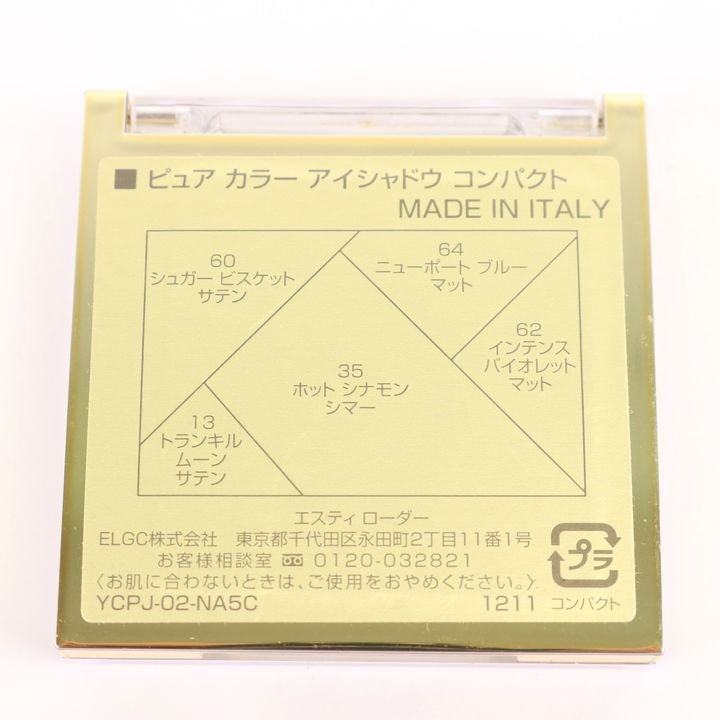 ■ ピュア カラー アイシャドウ コンパクト
MADE IN ITALY
60
シュガー ビスケット
サテン
64
ニューポート ブルー
マット
62
インテンス
バイオレット
マット
35
ホット シナモン
シマー
13
トランキル
ムーン
サテン
エスティ ローダー
ELGC株式会社 東京都千代田区永田町2丁目11番1号
お客様相談室 0120-032821
〈お肌に合わないときは、ご使用をおやめください。〉
プラ
YCPJ-02-NA5C 1211 コンパクト